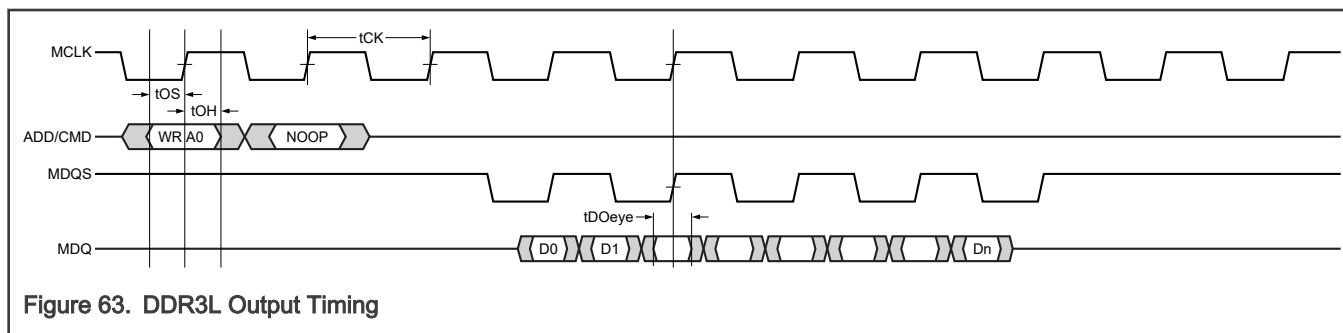 tCK
MCLK
tOS
tOH
ADD/CMD WR A0 NOOP
MDQS
tDOeye
MDQ D0 D1 Dn
Figure 63. DDR3L Output Timing